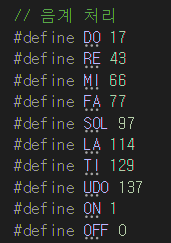 // 음계 처리
#define DO 17
#define RE 43
#define MI 66
#define FA 77
#define SOL 97
#define LA 114
#define TI 129
#define UDO 137
#define ON 1
#define OFF 0